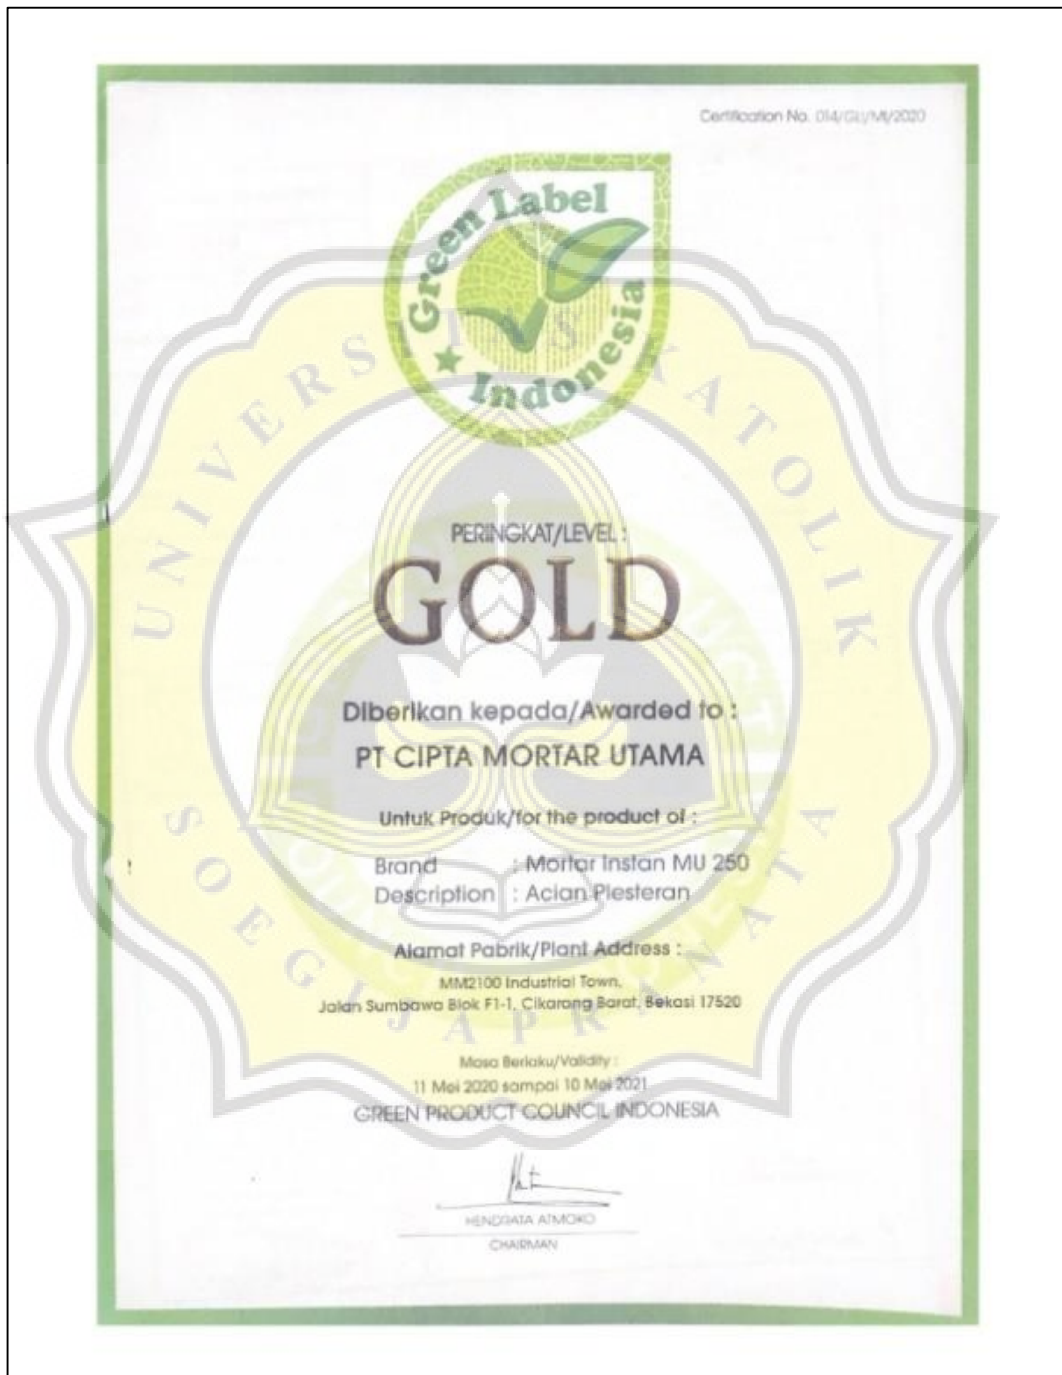 Certification No. 014/GLI/MI/2020
Green Label
Indonesia
UNIVERSITAS KATOLIK
SOEGIJAPRANATA
PERINGKAT/LEVEL :
GOLD
Diberikan kepada/Awarded to :
PT CIPTA MORTAR UTAMA
Untuk Produk/for the product of :
Brand : Mortar Instan MU 250
Description : Acian Plesteran
Alamat Pabrik/Plant Address :
MM2100 Industrial Town,
Jalan Sumbawa Blok F1-1, Cikarang Barat, Bekasi 17520
Masa Berlaku/Validity :
11 Mei 2020 sampai 10 Mei 2021
GREEN PRODUCT COUNCIL INDONESIA
HENDRATA ATMOKO
CHAIRMAN